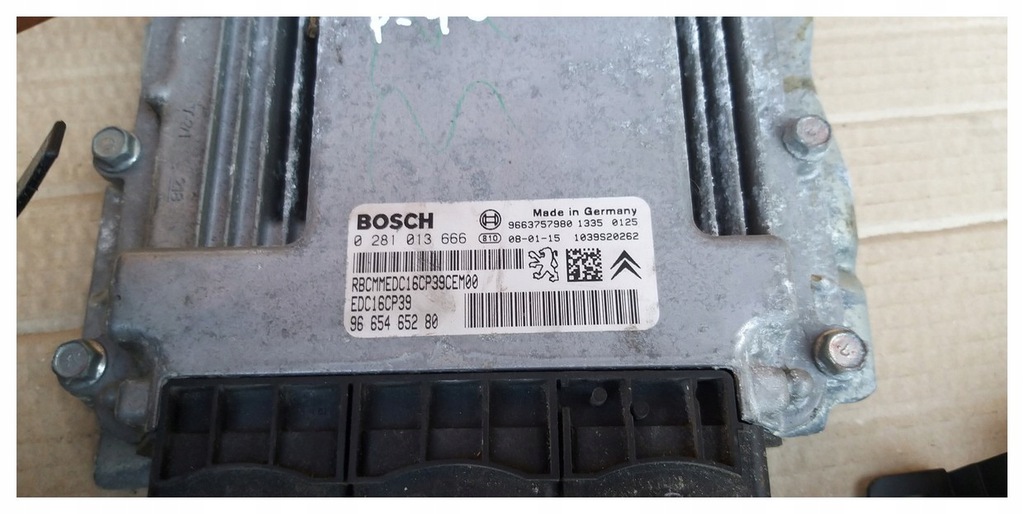 BOSCH
Made in Germany
9663757980 1335 0125
0 281 013 666 810 08-01-15 1039S20262
RBCMMEDC16CP39CEM00
EDC16CP39
96 654 652 80